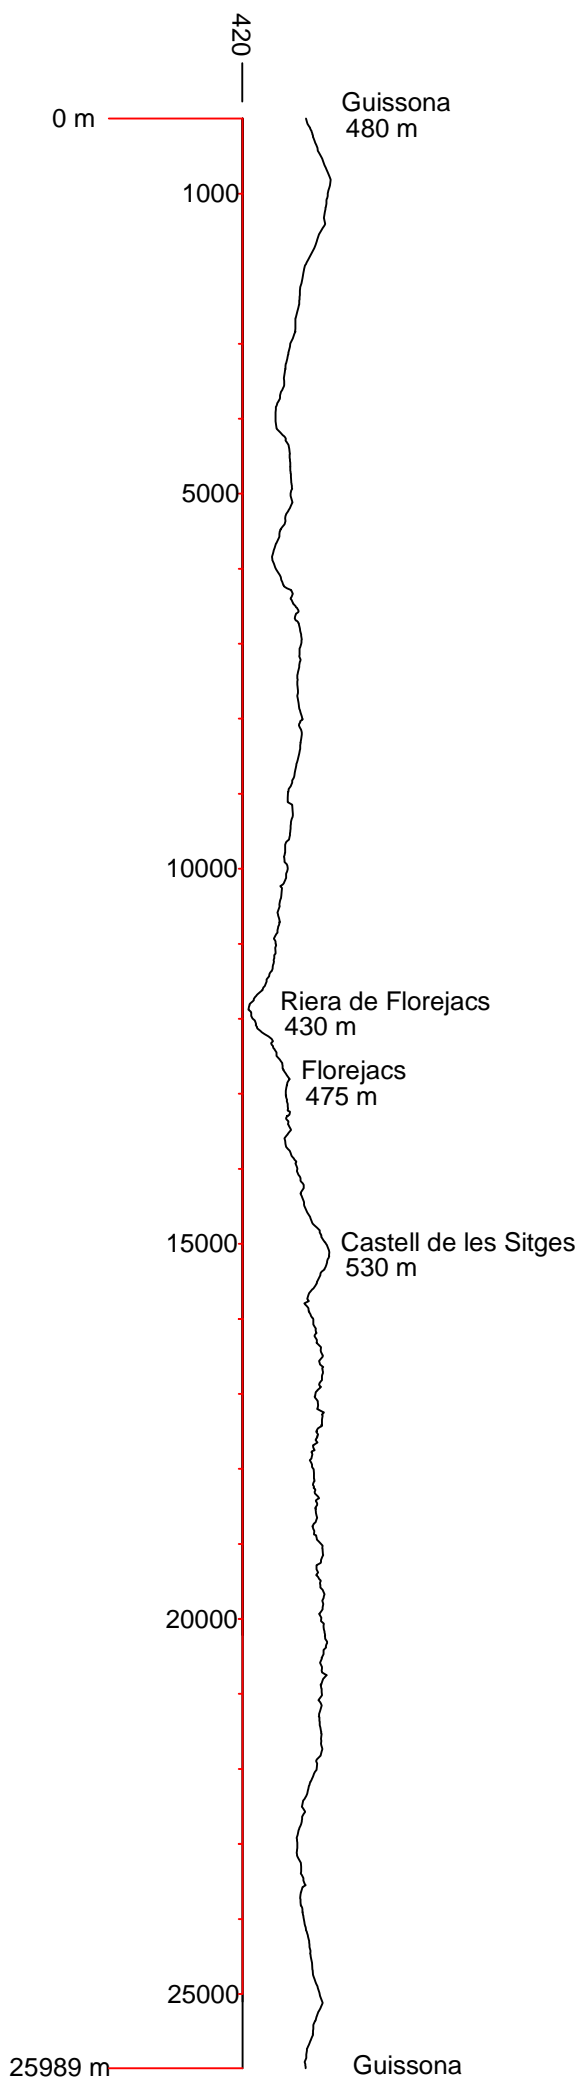 420
Guissona
0 m
480 m
1000
5000
10000
Riera de Florejacs
430 m
Florejacs
475 m
15000
Castell de les Sitges
530 m
20000
25000
25989 m
Guissona